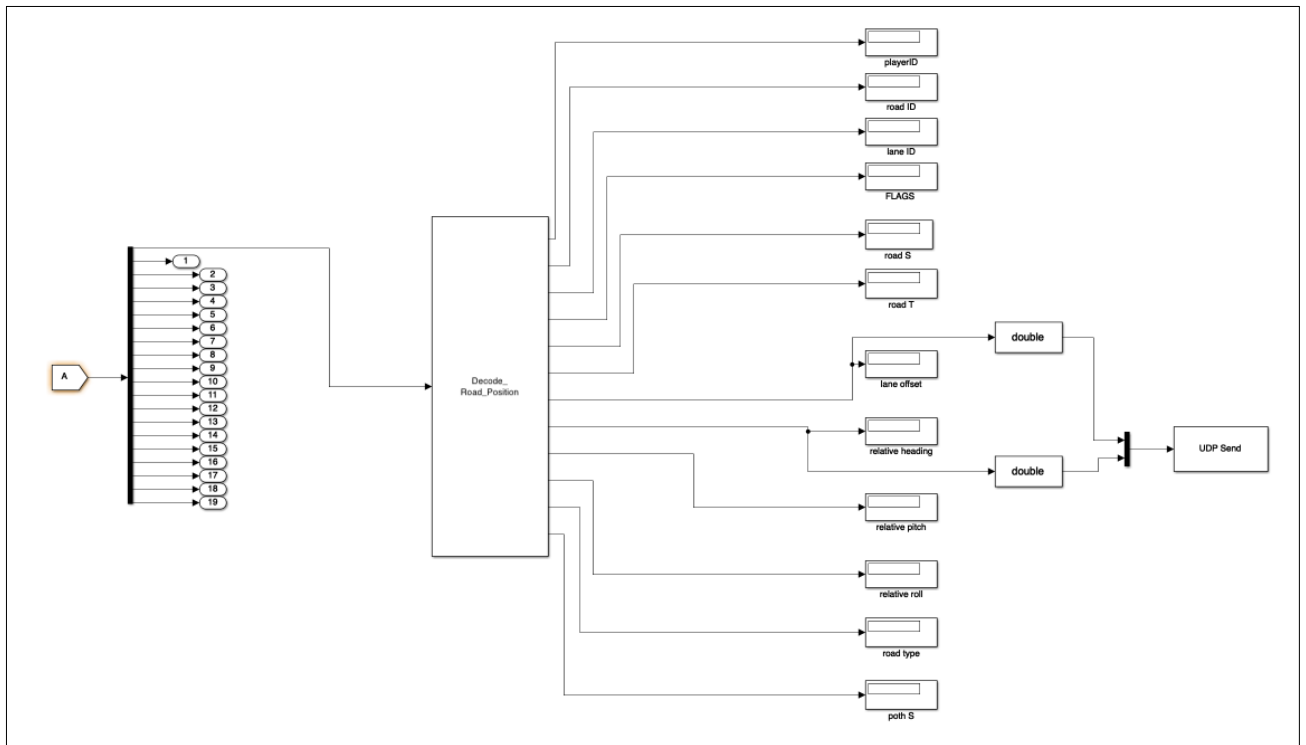 playerID
road ID
lane ID
FLAGS
road S
road T
A
1
2
3
4
5
6
7
8
9
10
11
12
13
14
15
16
17
18
19
Decode_
Road_Position
double
lane offset
relative heading
double
UDP Send
relative pitch
relative roll
road type
poth S